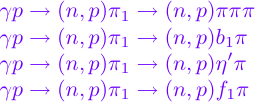 γp → (n, p)π₁ → (n, p)πππ
γp → (n, p)π₁ → (n, p)b₁π
γp → (n, p)π₁ → (n, p)η′π
γp → (n, p)π₁ → (n, p)f₁π